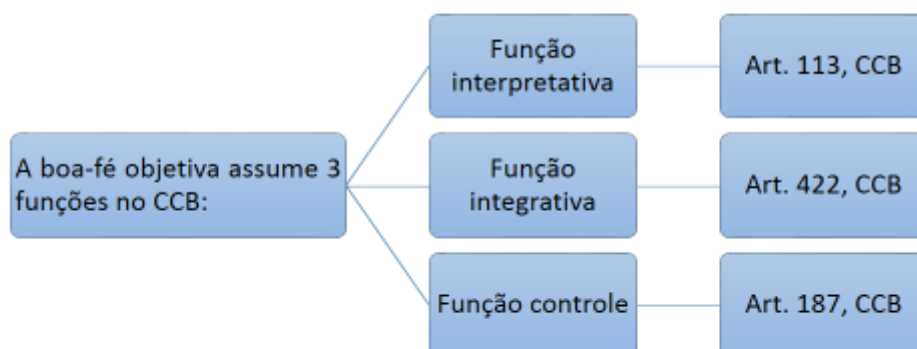 Função
interpretativa
Art. 113, CCB
A boa-fé objetiva assume 3
funções no CCB:
Função
integrativa
Art. 422, CCB
Função controle
Art. 187, CCB